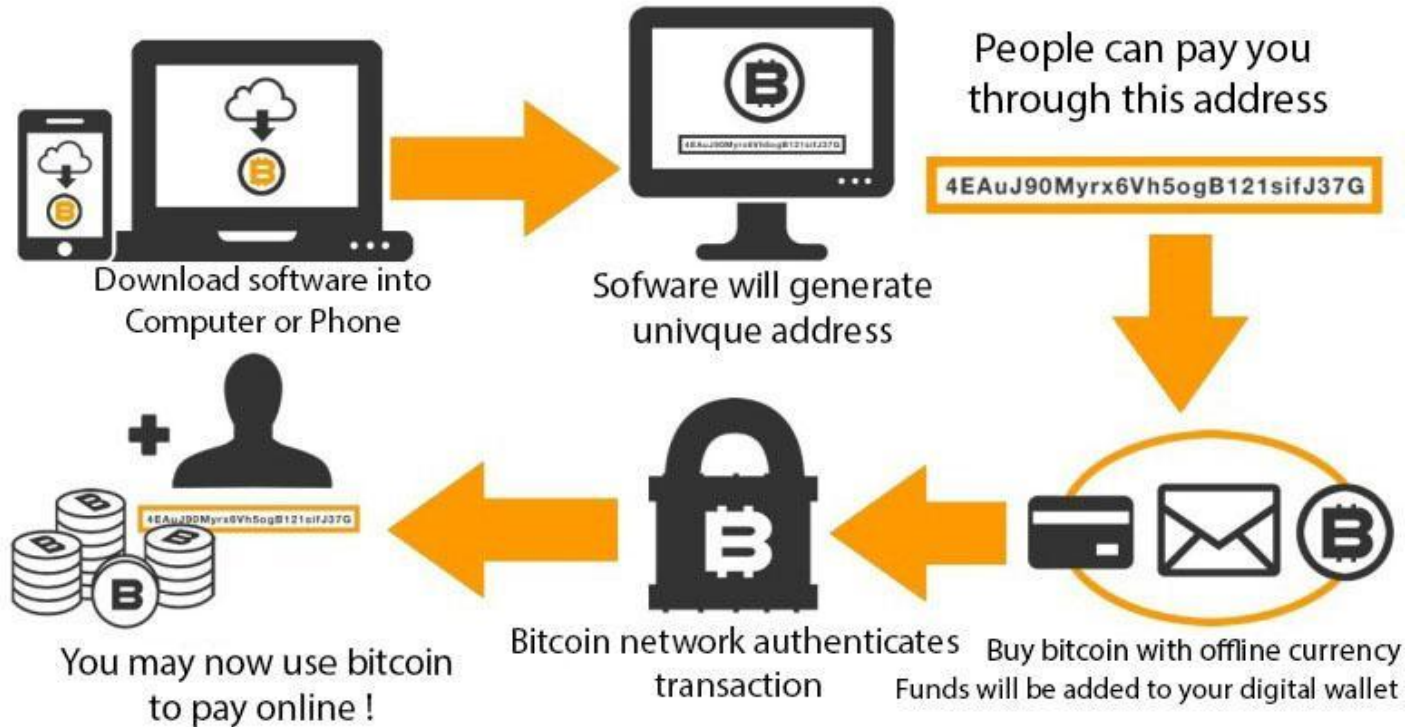 People can pay you
through this address
4EAuJ90Myrx6Vh5ogB121sifJ37G
4EAuJ90Myrx6Vh5ogB121sifJ37G
Download software into
Computer or Phone
Sofware will generate
univque address
4EAuJ90Myrx6Vh5ogB121sifJ37G
You may now use bitcoin
to pay online !
Bitcoin network authenticates
transaction
Buy bitcoin with offline currency
Funds will be added to your digital wallet